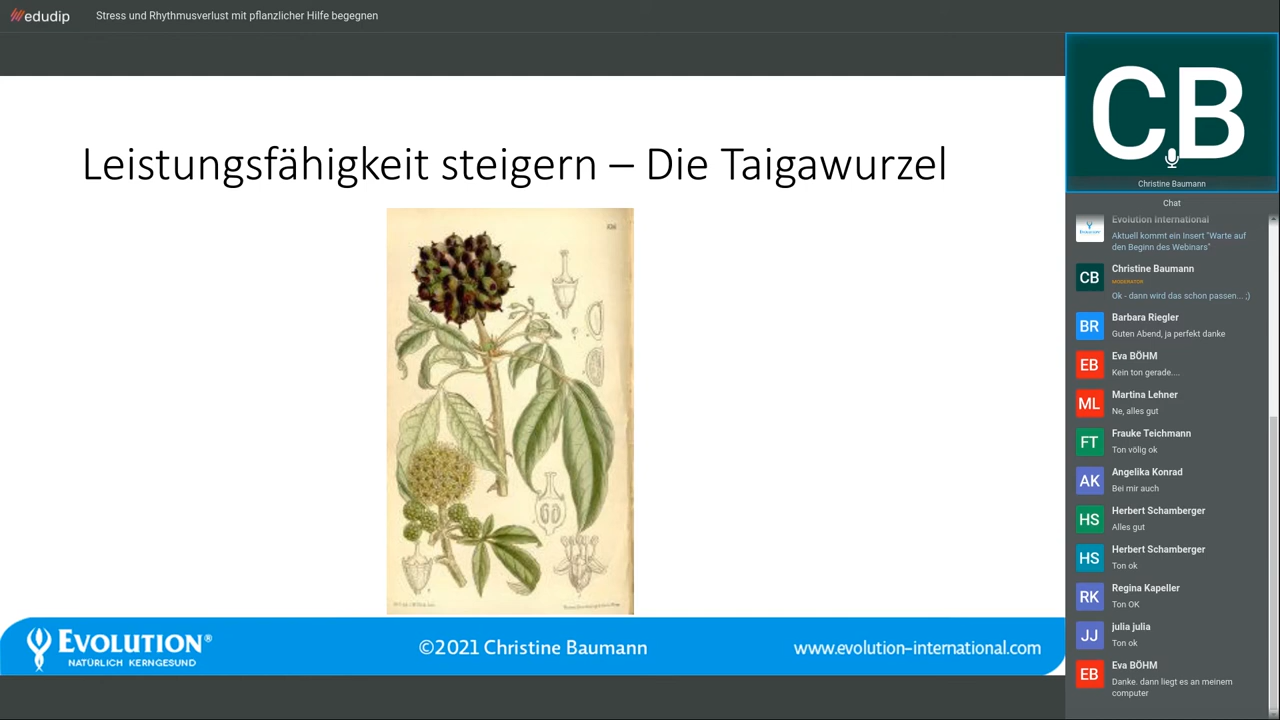 edudip
Stress und Rhythmusverlust mit pflanzlicher Hilfe begegnen
Leistungsfähigkeit steigern – Die Taigawurzel
EVOLUTION®
NATÜRLICH KERNGESUND
©2021 Christine Baumann
www.evolution-international.com
CB
Christine Baumann
Chat
Evolution International
Aktuell kommt ein Insert "Warte auf
den Beginn des Webinars"
CB
Christine Baumann
MODERATOR
Ok - dann wird das schon passen... ;)
BR
Barbara Riegler
Guten Abend, ja perfekt danke
EB
Eva BÖHM
Kein ton gerade....
ML
Martina Lehner
Ne, alles gut
FT
Frauke Teichmann
Ton völig ok
AK
Angelika Konrad
Bei mir auch
HS
Herbert Schamberger
Alles gut
HS
Herbert Schamberger
Ton ok
RK
Regina Kapeller
Ton OK
JJ
julia julia
Ton ok
EB
Eva BÖHM
Danke. dann liegt es an meinem
computer